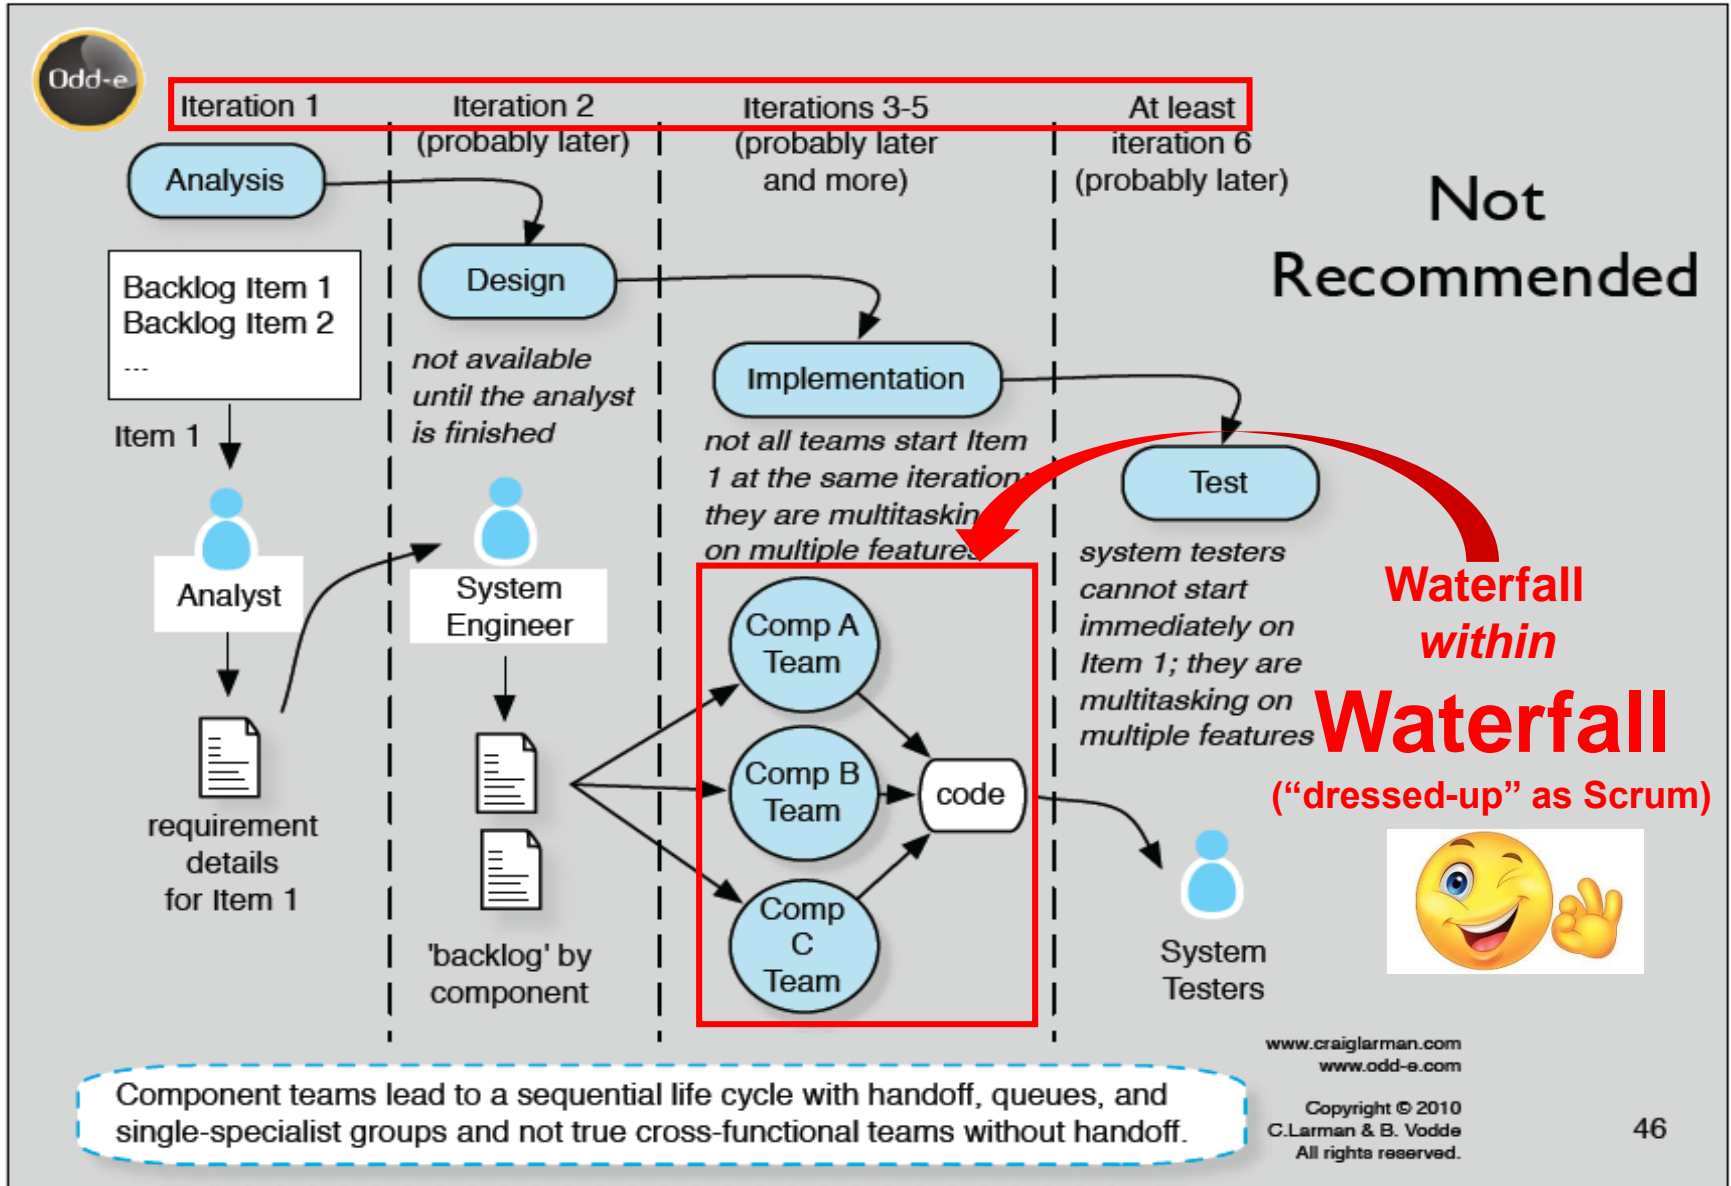 Odd-e
Iteration 1
Iteration 2
(probably later)
Iterations 3-5
(probably later
and more)
At least
iteration 6
(probably later)
Not
Recommended
Analysis
Backlog Item 1
Backlog Item 2
...
Item 1
Analyst
requirement
details
for Item 1
Design
not available
until the analyst
is finished
System
Engineer
'backlog' by
component
Implementation
not all teams start Item
1 at the same iteration;
they are multitasking
on multiple features
Comp A
Team
Comp B
Team
Comp
C
Team
code
Test
system testers
cannot start
immediately on
Item 1; they are
multitasking on
multiple features
System
Testers
Waterfall
within
Waterfall
(“dressed-up” as Scrum)
Component teams lead to a sequential life cycle with handoff, queues, and
single-specialist groups and not true cross-functional teams without handoff.
www.craiglarman.com
www.odd-e.com
Copyright © 2010
C.Larman & B. Vodde
All rights reserved.
46